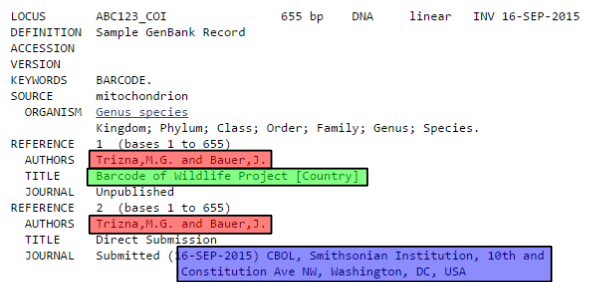 LOCUS       ABC123_COI               655 bp    DNA     linear   INV 16-SEP-2015
DEFINITION  Sample GenBank Record
ACCESSION
VERSION
KEYWORDS    BARCODE.
SOURCE      mitochondrion
  ORGANISM  Genus species
            Kingdom; Phylum; Class; Order; Family; Genus; Species.
REFERENCE   1  (bases 1 to 655)
  AUTHORS   Trizna,M.G. and Bauer,J.
  TITLE     Barcode of Wildlife Project [Country]
  JOURNAL   Unpublished
REFERENCE   2  (bases 1 to 655)
  AUTHORS   Trizna,M.G. and Bauer,J.
  TITLE     Direct Submission
  JOURNAL   Submitted (16-SEP-2015) CBOL, Smithsonian Institution, 10th and
            Constitution Ave NW, Washington, DC, USA